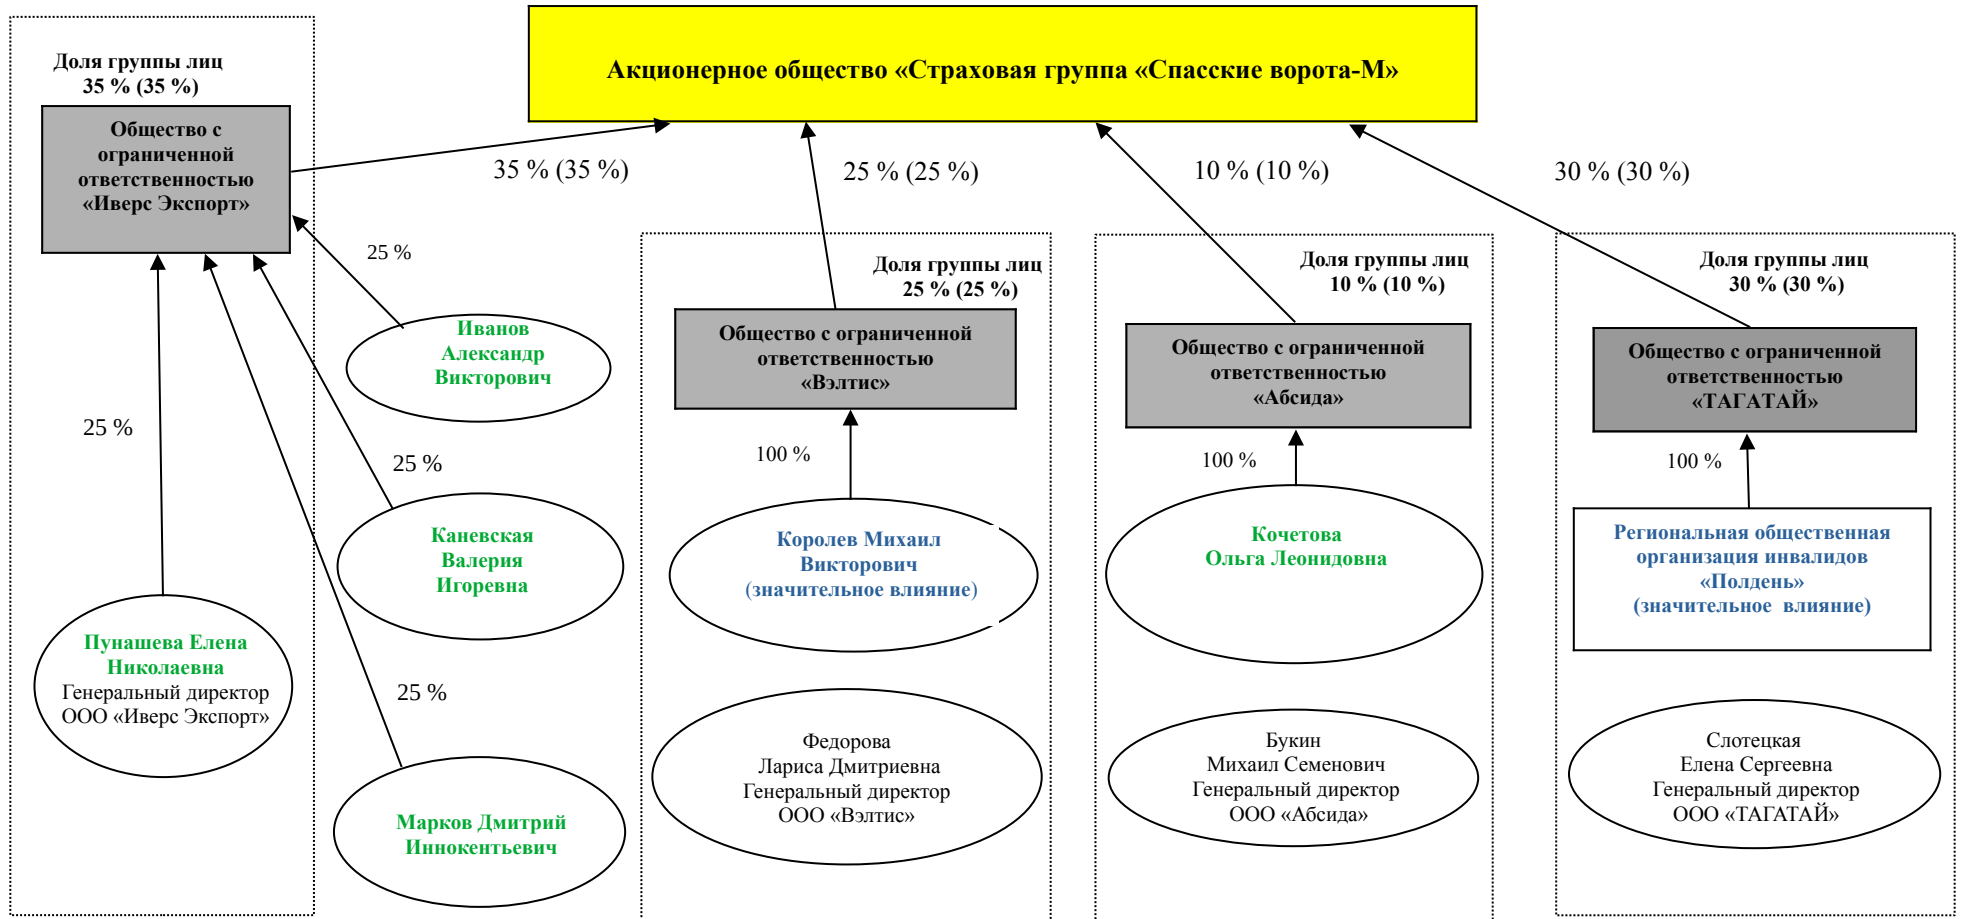 Акционерное общество «Страховая группа «Спасские ворота-М»
Доля группы лиц
35 % (35 %)
Общество с
ограниченной
ответственностью
«Иверс Экспорт»
35 % (35 %)
25 % (25 %)
10 % (10 %)
30 % (30 %)
25 %
Доля группы лиц
25 % (25 %)
Доля группы лиц
10 % (10 %)
Доля группы лиц
30 % (30 %)
Иванов
Александр
Викторович
Общество с ограниченной
ответственностью
«Вэлтис»
Общество с ограниченной
ответственностью
«Абсида»
Общество с ограниченной
ответственностью
«ТАГАТАЙ»
25 %
25 %
100 %
100 %
100 %
Каневская
Валерия
Игоревна
Королев Михаил
Викторович
(значительное влияние)
Кочетова
Ольга Леонидовна
Региональная общественная
организация инвалидов
«Полдень»
(значительное влияние)
Пунашева Елена
Николаевна
Генеральный директор
ООО «Иверс Экспорт»
25 %
Марков Дмитрий
Иннокентьевич
Федорова
Лариса Дмитриевна
Генеральный директор
ООО «Вэлтис»
Букин
Михаил Семенович
Генеральный директор
ООО «Абсида»
Слотецкая
Елена Сергеевна
Генеральный директор
ООО «ТАГАТАЙ»